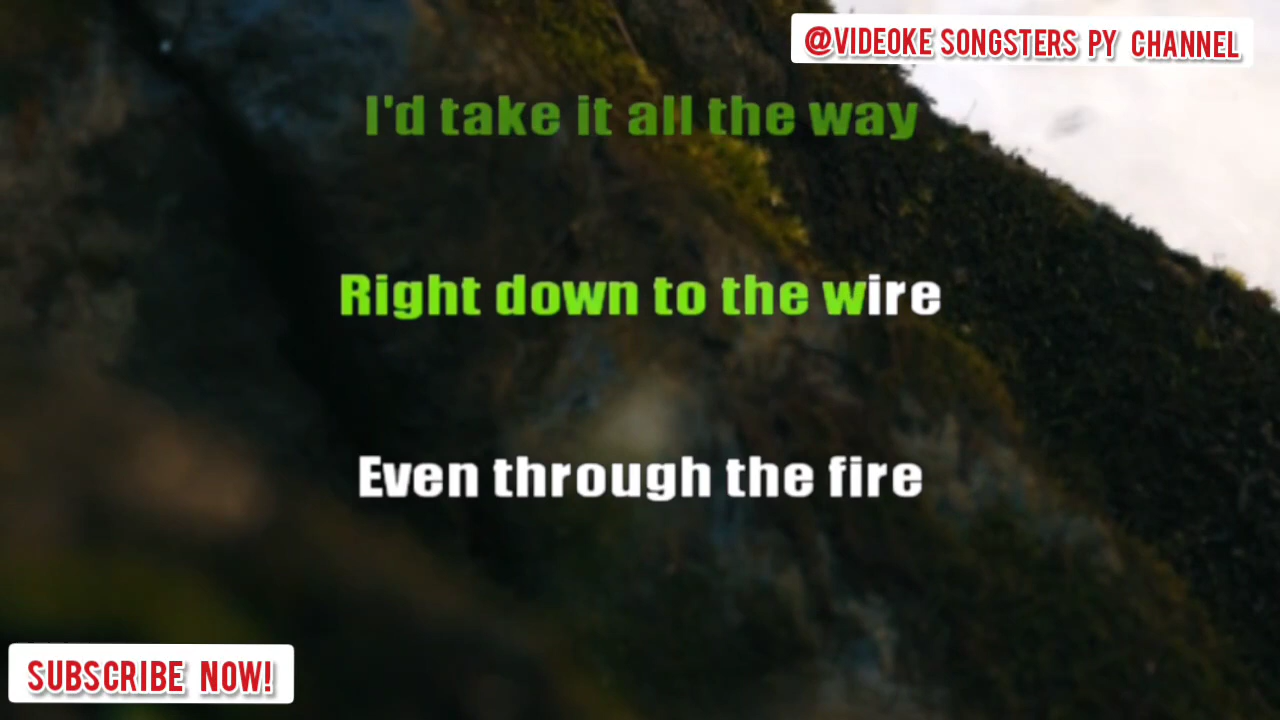 @VIDEOKE SONGSTERS PY CHANNEL
I'd take it all the way
Right down to the wire
Even through the fire
SUBSCRIBE NOW!